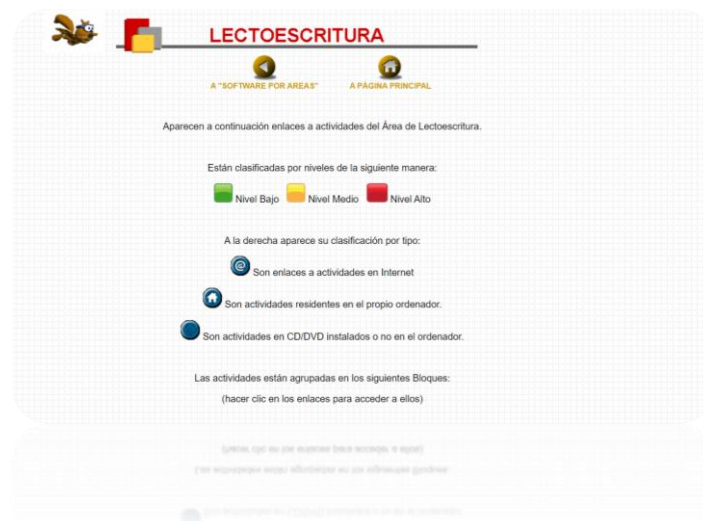 LECTOESCRITURA
A "SOFTWARE POR AREAS" A PÁGINA PRINCIPAL
Aparecen a continuación enlaces a actividades del Área de Lectoescritura.
Están clasificadas por niveles de la siguiente manera:
Nivel Bajo Nivel Medio Nivel Alto
A la derecha aparece su clasificación por tipo:
@ Son enlaces a actividades en Internet
Son actividades residentes en el propio ordenador.
Son actividades en CD/DVD instalados o no en el ordenador.
Las actividades están agrupadas en los siguientes Bloques:
(hacer clic en los enlaces para acceder a ellos)